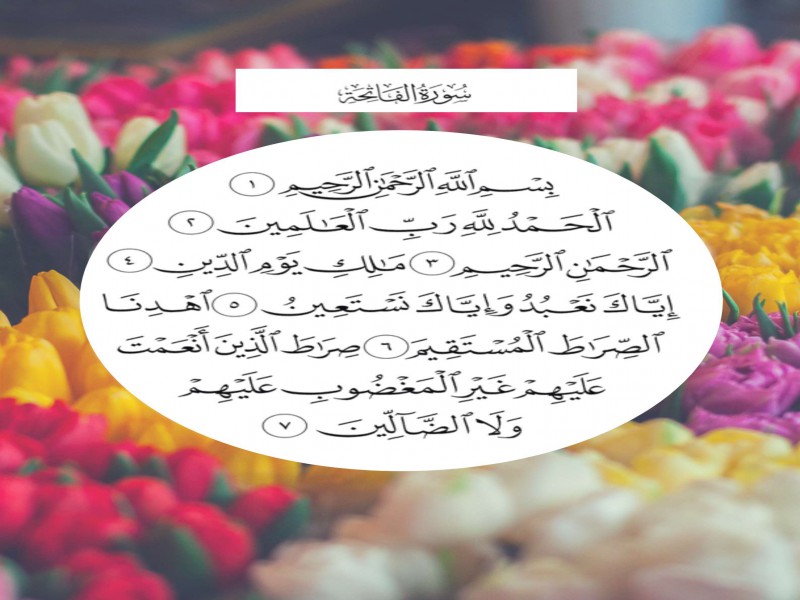 سُورَةُ الفَاتِحَةِ
بِسْمِ ٱللَّهِ ٱلرَّحْمَٰنِ ٱلرَّحِيمِ ١
ٱلْحَمْدُ لِلَّهِ رَبِّ ٱلْعَٰلَمِينَ ٢
ٱلرَّحْمَٰنِ ٱلرَّحِيمِ ٣ مَٰلِكِ يَوْمِ ٱلدِّينِ ٤
إِيَّاكَ نَعْبُدُ وَإِيَّاكَ نَسْتَعِينُ ٥ ٱهْدِنَا
ٱلصِّرَٰطَ ٱلْمُسْتَقِيمَ ٦ صِرَٰطَ ٱلَّذِينَ أَنْعَمْتَ
عَلَيْهِمْ غَيْرِ ٱلْمَغْضُوبِ عَلَيْهِمْ
وَلَا ٱلضَّآلِّينَ ٧